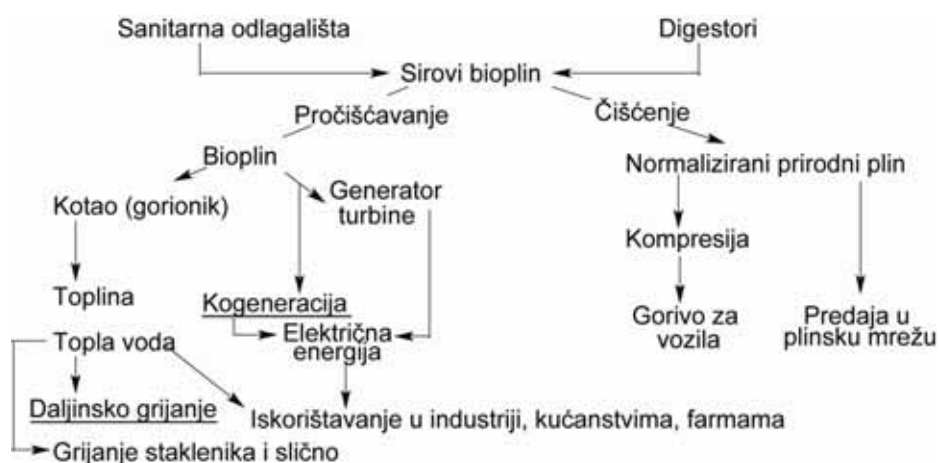 Sanitarna odlagališta
Digestori
Sirovi bioplin
Pročišćavanje
Čišćenje
Bioplin
Normalizirani prirodni plin
Kotao (gorionik)
Generator
turbine
Kompresija
Toplina
Kogeneracija
Gorivo za
vozila
Predaja u
plinsku mrežu
Topla voda
Električna
energija
Daljinsko grijanje
Iskorištavanje u industriji, kućanstvima, farmama
Grijanje staklenika i slično